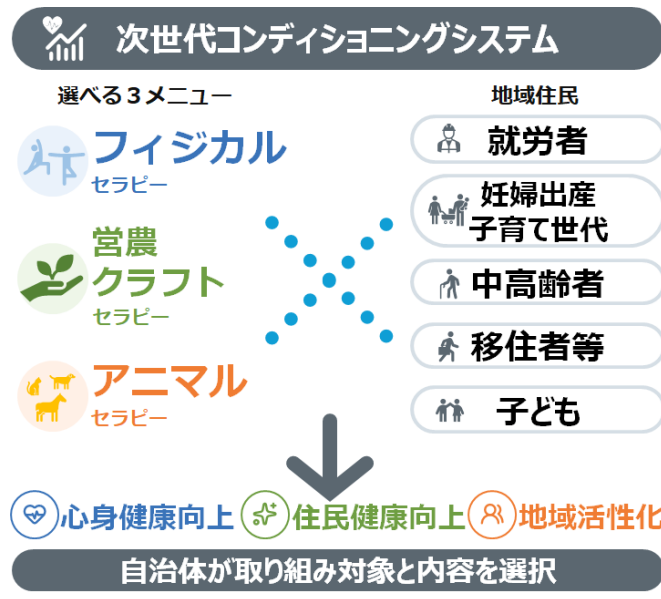 次世代コンディショニングシステム
選べる３メニュー
フィジカル
セラピー
営農
クラフト
セラピー
アニマル
セラピー
地域住民
就労者
妊婦出産
子育て世代
中高齢者
移住者等
子ども
心身健康向上
住民健康向上
地域活性化
自治体が取り組み対象と内容を選択